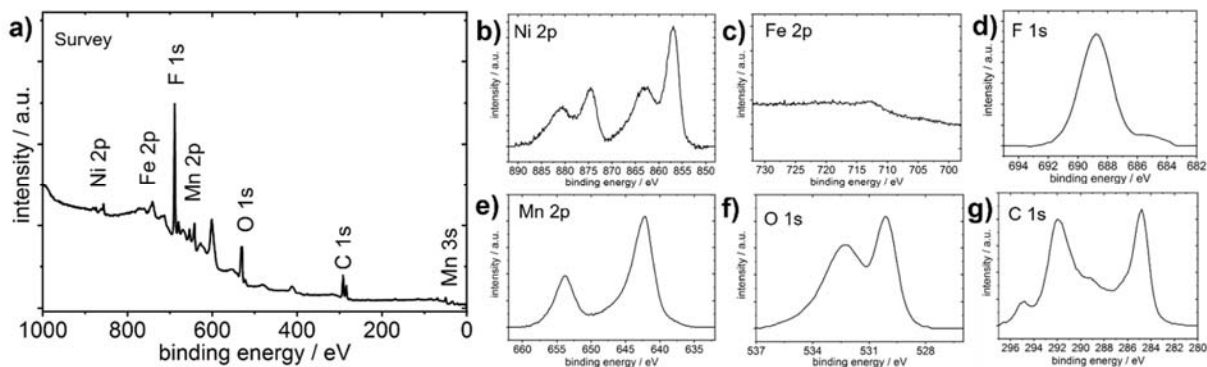 a)
Survey
intensity / a.u.
Ni 2p
Fe 2p
F 1s
Mn 2p
O 1s
C 1s
Mn 3s
1000 800 600 400 200 0
binding energy / eV
b)
Ni 2p
intensity / a.u.
890 885 880 875 870 865 860 855 850
binding energy / eV
c)
Fe 2p
intensity / a.u.
730 725 720 715 710 705 700
binding energy / eV
d)
F 1s
intensity / a.u.
694 692 690 688 686 684 682
binding energy / eV
e)
Mn 2p
intensity / a.u.
660 655 650 645 640 635
binding energy / eV
f)
O 1s
intensity / a.u.
537 534 531 528
binding energy / eV
g)
C 1s
intensity / a.u.
296 294 292 290 288 286 284 282 280
binding energy / eV